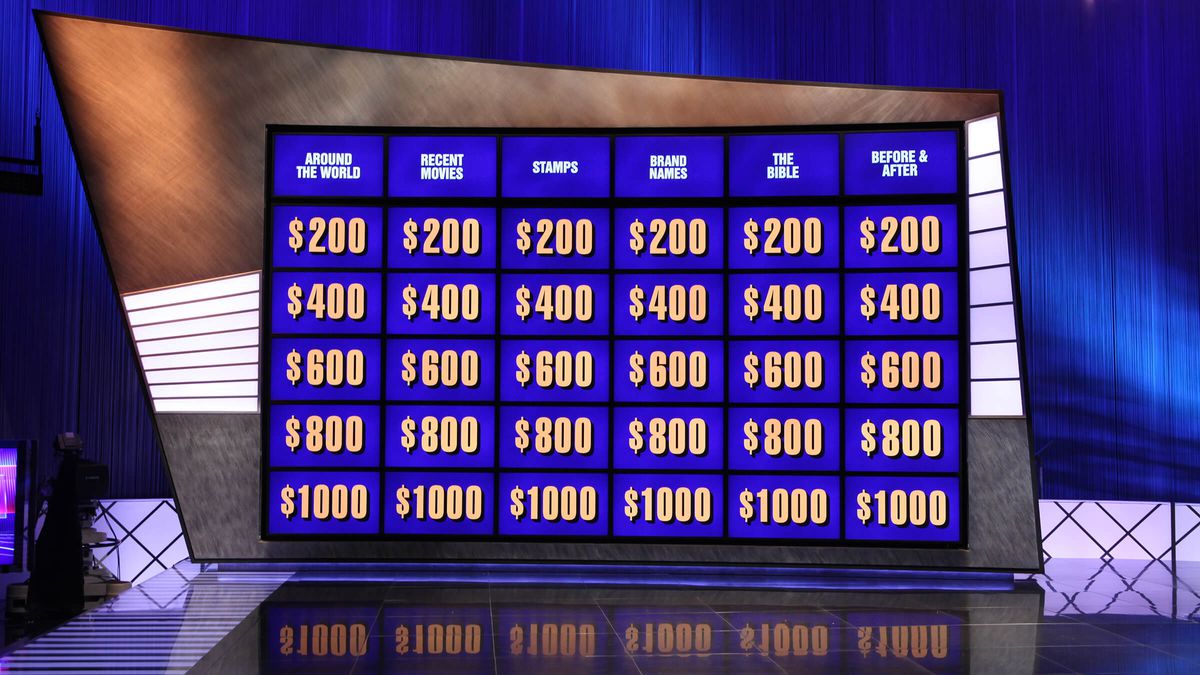 AROUND
THE WORLD
RECENT
MOVIES
STAMPS
BRAND
NAMES
THE
BIBLE
BEFORE &
AFTER
$200 $200 $200 $200 $200 $200
$400 $400 $400 $400 $400 $400
$600 $600 $600 $600 $600 $600
$800 $800 $800 $800 $800 $800
$1000 $1000 $1000 $1000 $1000 $1000